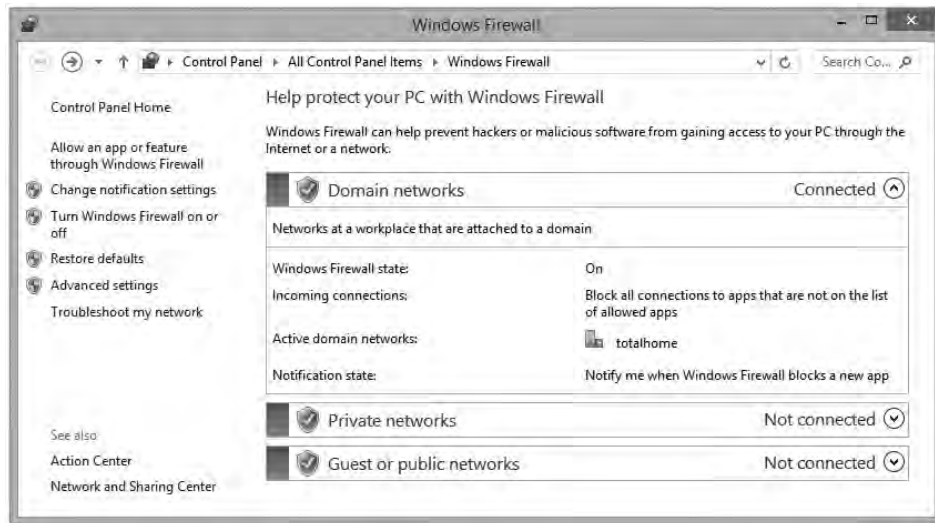 Windows Firewall
Control Panel ▸ All Control Panel Items ▸ Windows Firewall
Search Co...
Control Panel Home
Allow an app or feature
through Windows Firewall
Change notification settings
Turn Windows Firewall on or
off
Restore defaults
Advanced settings
Troubleshoot my network
See also
Action Center
Network and Sharing Center
Help protect your PC with Windows Firewall
Windows Firewall can help prevent hackers or malicious software from gaining access to your PC through the
Internet or a network.
Domain networks Connected
Networks at a workplace that are attached to a domain
Windows Firewall state: On
Incoming connections: Block all connections to apps that are not on the list
of allowed apps
Active domain networks: totalhome
Notification state: Notify me when Windows Firewall blocks a new app
Private networks Not connected
Guest or public networks Not connected